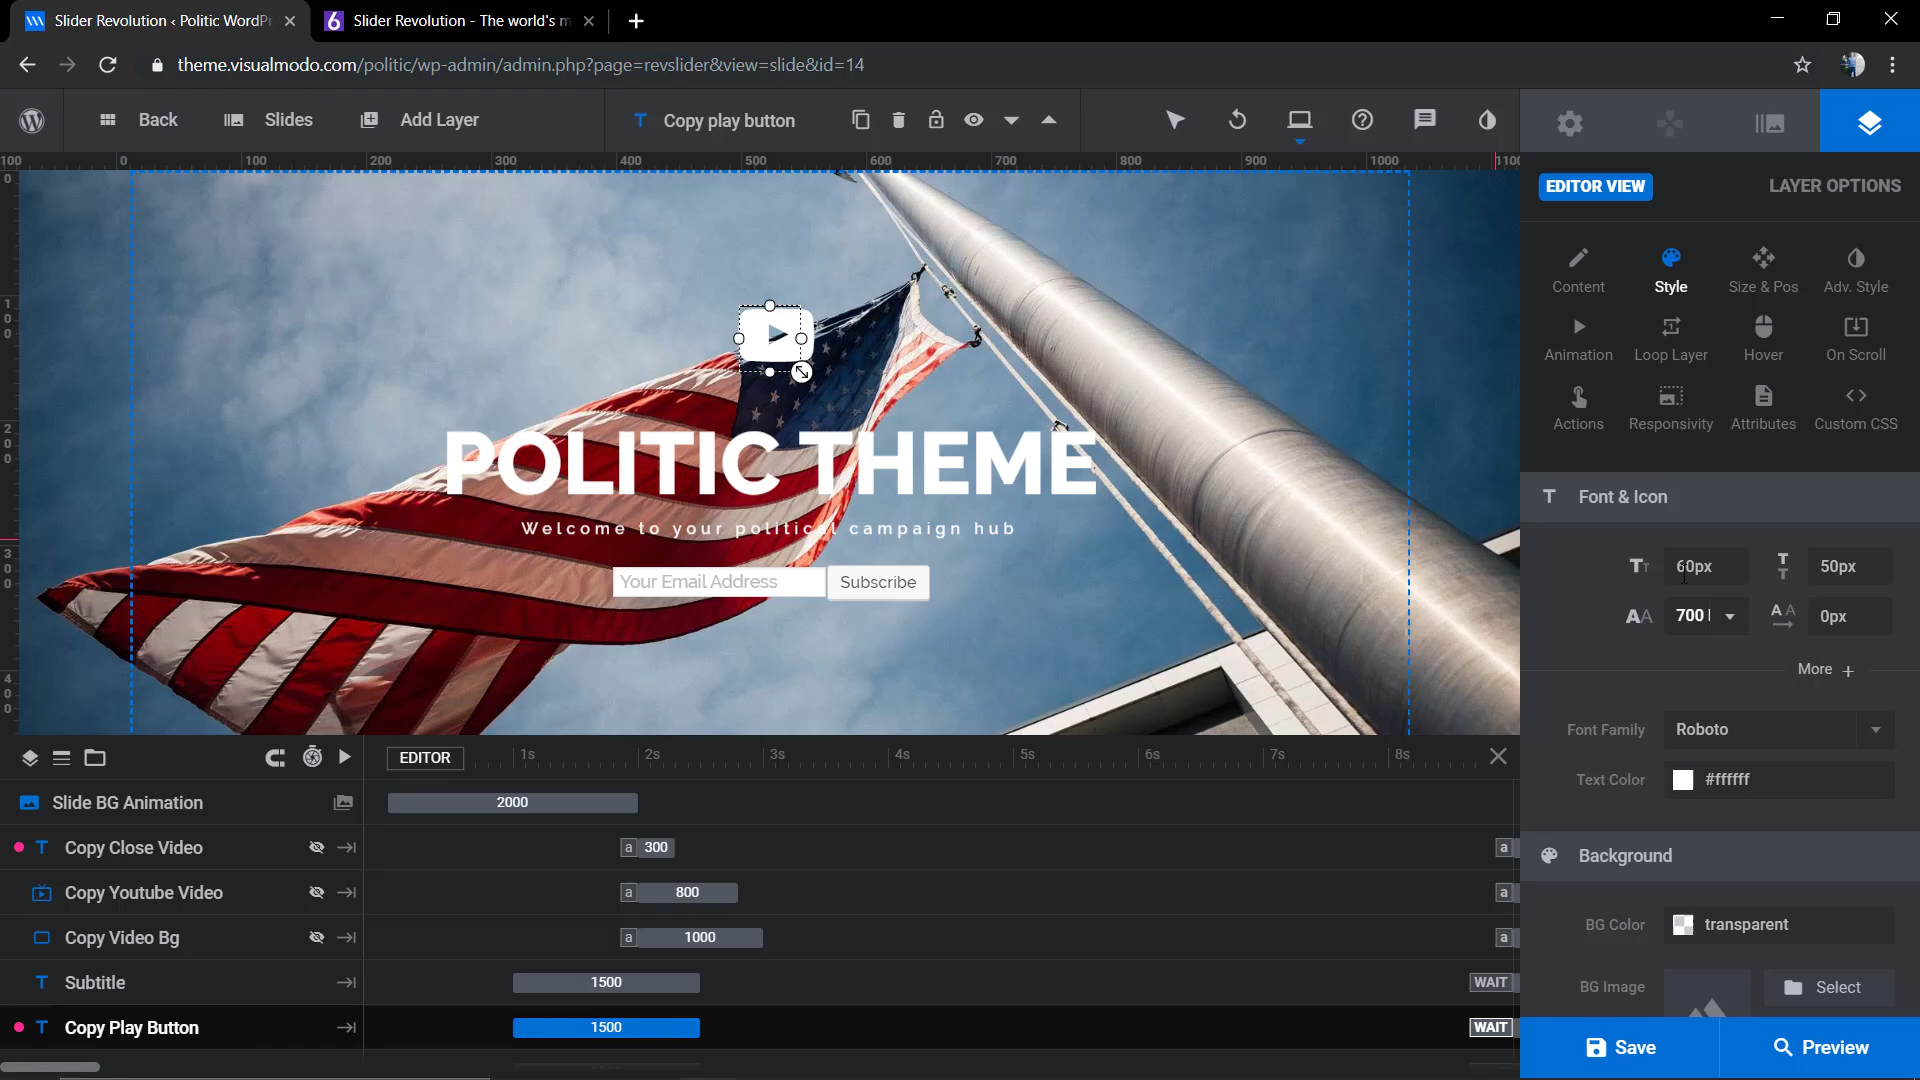 Slider Revolution ‹ Politic WordPr
Slider Revolution - The world's m
theme.visualmodo.com/politic/wp-admin/admin.php?page=revslider&view=slide&id=14
Back
Slides
Add Layer
Copy play button
100 0 100 200 300 400 500 600 700 800 900 1000 1100
0
100
200
300
400
EDITOR VIEW
LAYER OPTIONS
Content
Style
Size & Pos
Adv. Style
Animation
Loop Layer
Hover
On Scroll
Actions
Responsivity
Attributes
Custom CSS
POLITIC THEME
Welcome to your political campaign hub
Your Email Address
Subscribe
Font & Icon
60px
50px
700
0px
More +
Font Family
Roboto
Text Color
#ffffff
Background
BG Color
transparent
BG Image
Select
Save
Preview
EDITOR
1s 2s 3s 4s 5s 6s 7s 8s
Slide BG Animation
2000
Copy Close Video
a 300 a
Copy Youtube Video
a 800 a
Copy Video Bg
a 1000 a
Subtitle
1500 WAIT
Copy Play Button
1500 WAIT